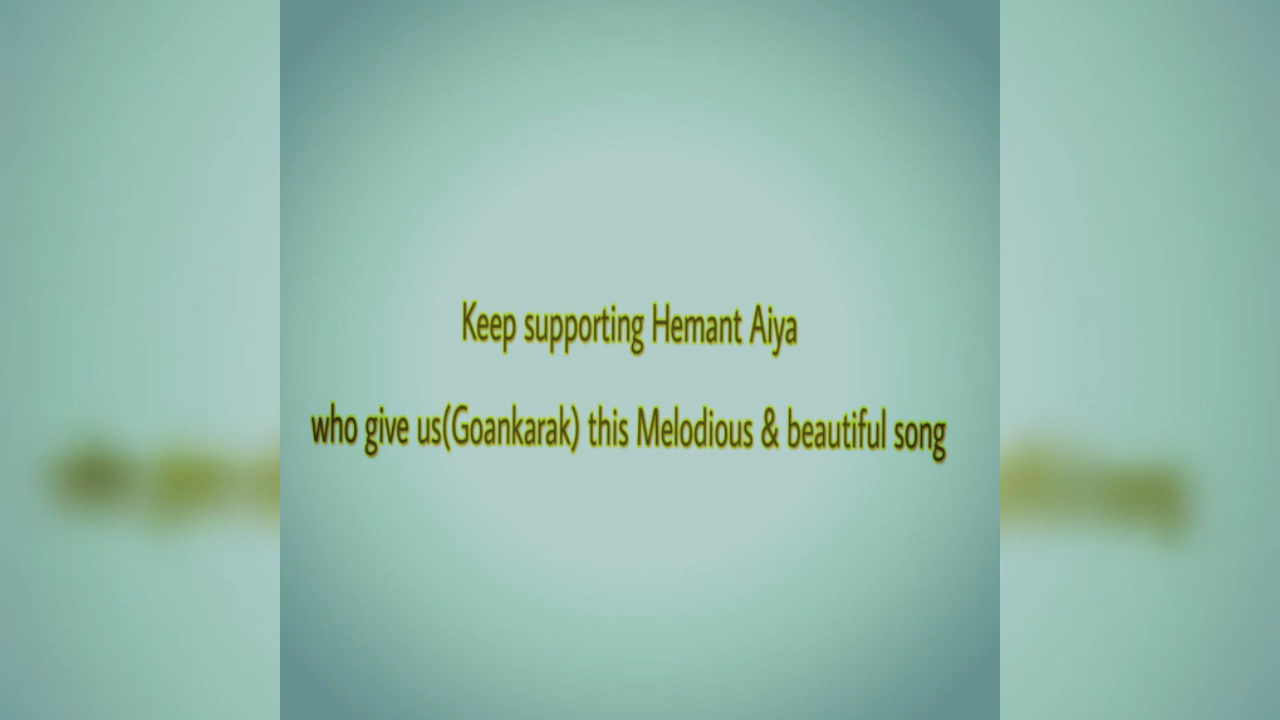 Keep supporting Hemant Aiya
who give us(Goankarak) this Melodious & beautiful song